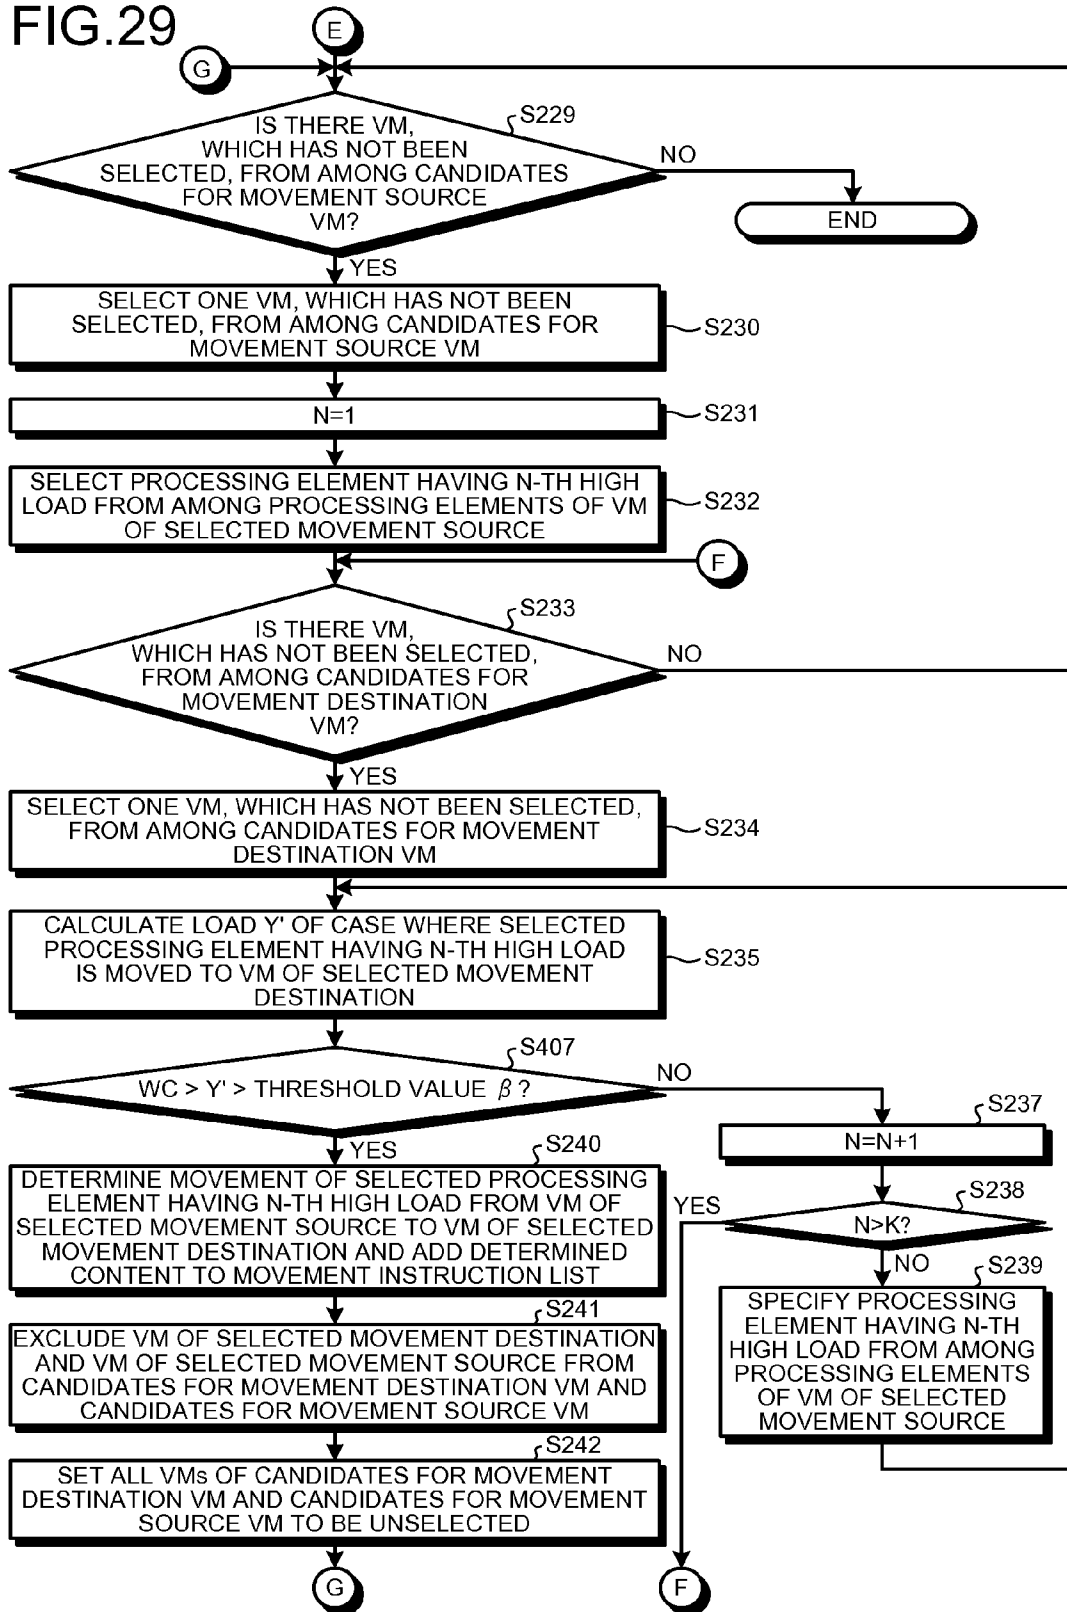 FIG.29
E
G
S229
IS THERE VM,
WHICH HAS NOT BEEN
SELECTED, FROM AMONG CANDIDATES
FOR MOVEMENT SOURCE
VM?
NO
END
YES
SELECT ONE VM, WHICH HAS NOT BEEN
SELECTED, FROM AMONG CANDIDATES FOR
MOVEMENT SOURCE VM
S230
N=1
S231
SELECT PROCESSING ELEMENT HAVING N-TH HIGH
LOAD FROM AMONG PROCESSING ELEMENTS OF VM
OF SELECTED MOVEMENT SOURCE
S232
F
S233
IS THERE VM,
WHICH HAS NOT BEEN SELECTED,
FROM AMONG CANDIDATES FOR
MOVEMENT DESTINATION
VM?
NO
YES
SELECT ONE VM, WHICH HAS NOT BEEN SELECTED,
FROM AMONG CANDIDATES FOR MOVEMENT
DESTINATION VM
S234
CALCULATE LOAD Y' OF CASE WHERE SELECTED
PROCESSING ELEMENT HAVING N-TH HIGH LOAD
IS MOVED TO VM OF SELECTED MOVEMENT
DESTINATION
S235
S407
WC > Y' > THRESHOLD VALUE β?
NO
YES
S237
N=N+1
S238
N>K?
YES
NO
S239
SPECIFY PROCESSING
ELEMENT HAVING N-TH
HIGH LOAD FROM AMONG
PROCESSING ELEMENTS
OF VM OF SELECTED
MOVEMENT SOURCE
S240
DETERMINE MOVEMENT OF SELECTED PROCESSING
ELEMENT HAVING N-TH HIGH LOAD FROM VM OF
SELECTED MOVEMENT SOURCE TO VM OF SELECTED
MOVEMENT DESTINATION AND ADD DETERMINED
CONTENT TO MOVEMENT INSTRUCTION LIST
S241
EXCLUDE VM OF SELECTED MOVEMENT DESTINATION
AND VM OF SELECTED MOVEMENT SOURCE FROM
CANDIDATES FOR MOVEMENT DESTINATION VM AND
CANDIDATES FOR MOVEMENT SOURCE VM
S242
SET ALL VMs OF CANDIDATES FOR MOVEMENT
DESTINATION VM AND CANDIDATES FOR MOVEMENT
SOURCE VM TO BE UNSELECTED
G
F